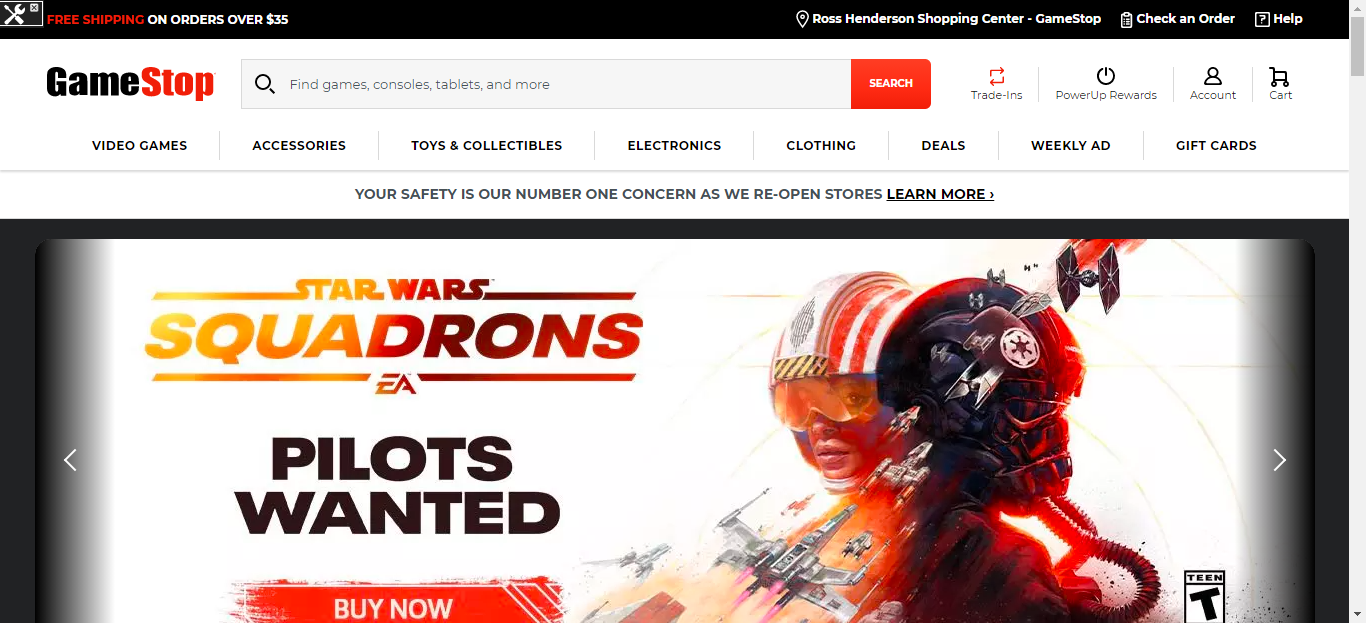 FREE SHIPPING ON ORDERS OVER $35
Ross Henderson Shopping Center - GameStop
Check an Order
Help
GameStop
Find games, consoles, tablets, and more
SEARCH
Trade-Ins
PowerUp Rewards
Account
Cart
VIDEO GAMES
ACCESSORIES
TOYS & COLLECTIBLES
ELECTRONICS
CLOTHING
DEALS
WEEKLY AD
GIFT CARDS
YOUR SAFETY IS OUR NUMBER ONE CONCERN AS WE RE-OPEN STORES LEARN MORE ›
STAR WARS
SQUADRONS
EA
PILOTS
WANTED
BUY NOW
TEEN
T